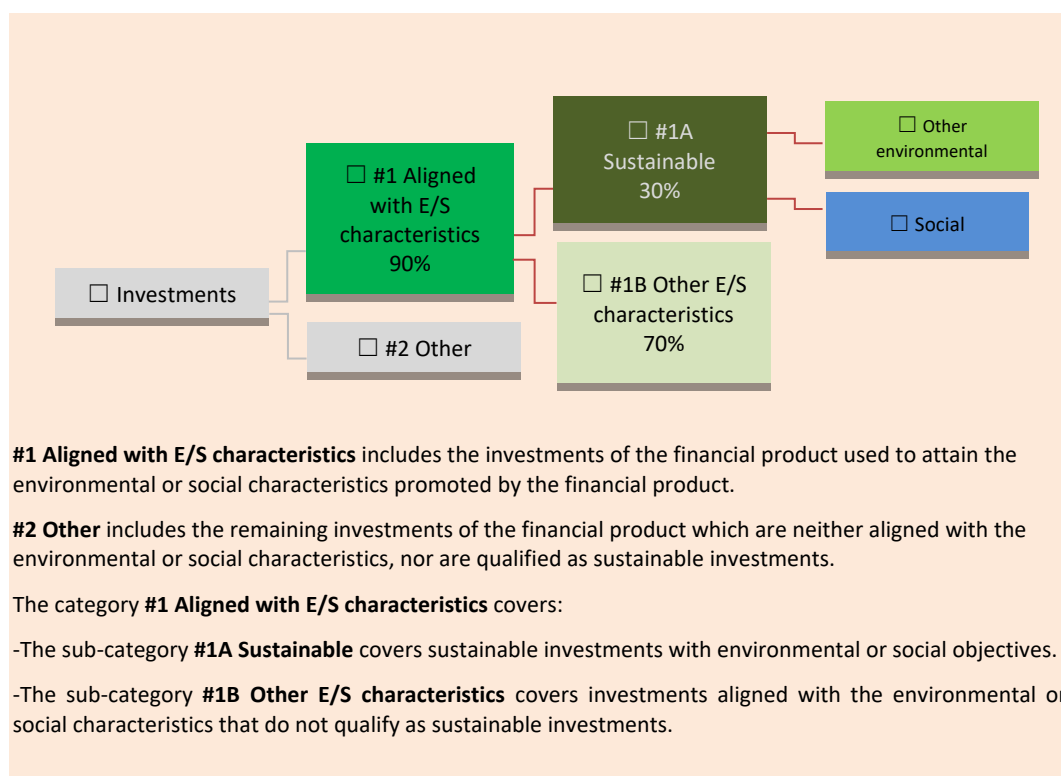 ☐ #1A
Sustainable
30%
☐ Other
environmental
☐ #1 Aligned
with E/S
characteristics
90%
☐ Social
☐ #1B Other E/S
characteristics
70%
☐ Investments
☐ #2 Other
#1 Aligned with E/S characteristics includes the investments of the financial product used to attain the
environmental or social characteristics promoted by the financial product.
#2 Other includes the remaining investments of the financial product which are neither aligned with the
environmental or social characteristics, nor are qualified as sustainable investments.
The category #1 Aligned with E/S characteristics covers:
-The sub-category #1A Sustainable covers sustainable investments with environmental or social objectives.
-The sub-category #1B Other E/S characteristics covers investments aligned with the environmental or
social characteristics that do not qualify as sustainable investments.